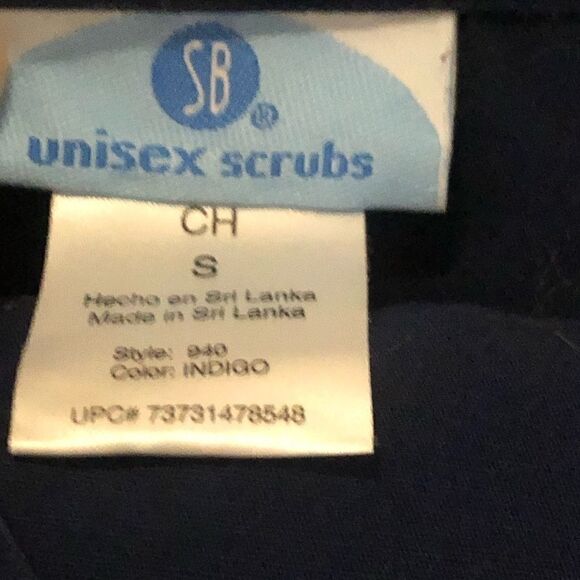 SB®
unisex scrubs
CH
S
Hecho en Sri Lanka
Made in Sri Lanka
Style: 940
Color: INDIGO
UPC# 73731478548